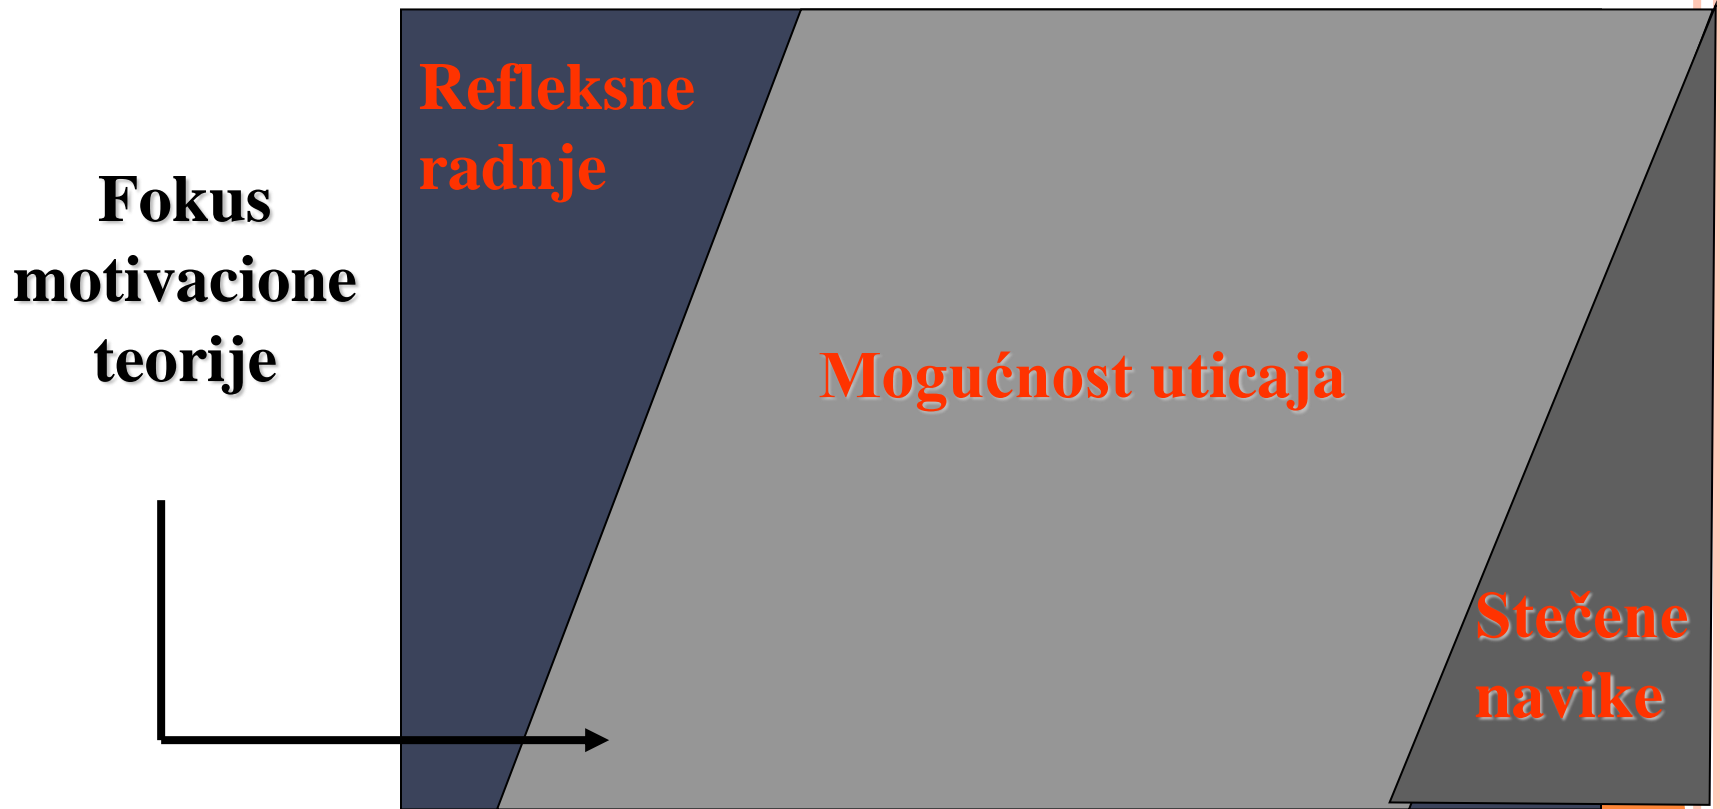 Fokus
motivacione
teorije
Refleksne
radnje
Mogućnost uticaja
Stečene
navike